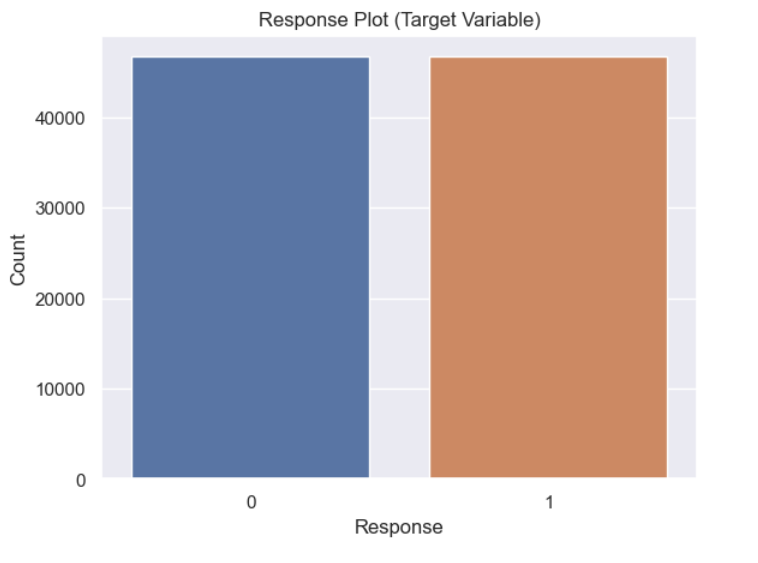 Response Plot (Target Variable)
Count
40000
30000
20000
10000
0
0 1
Response